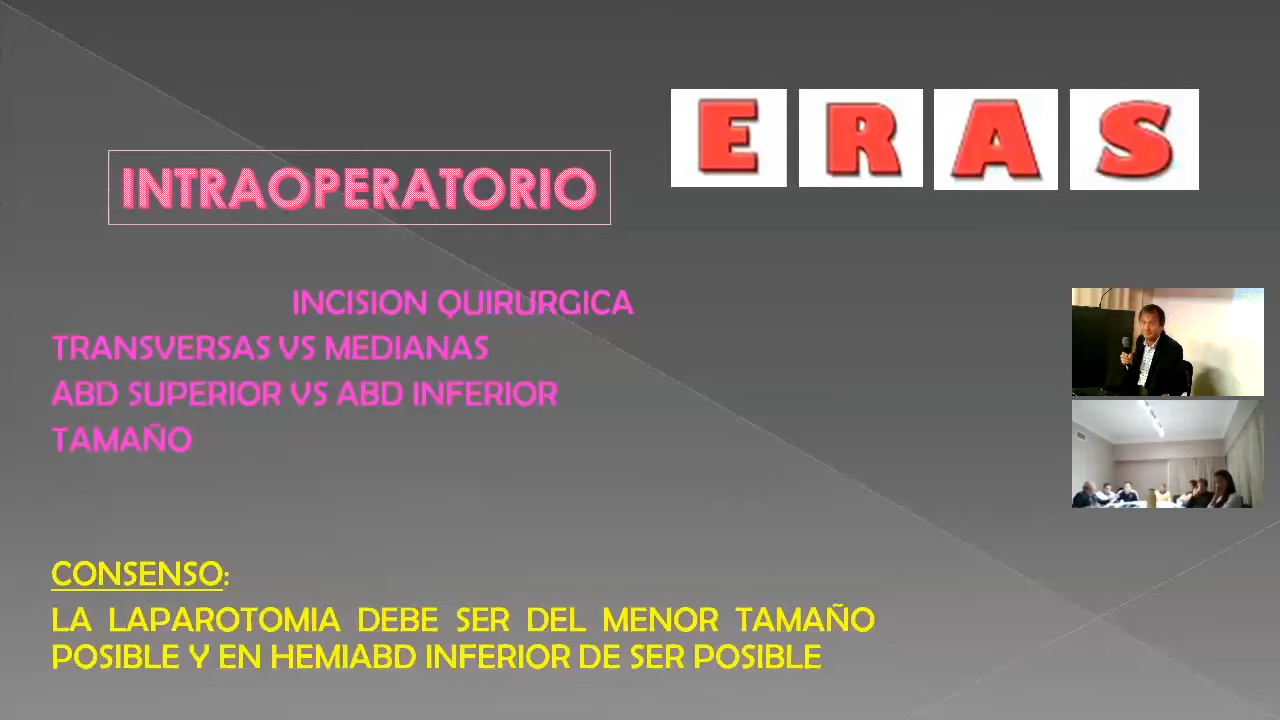 E R A S
INTRAOPERATORIO
INCISION QUIRURGICA
TRANSVERSAS VS MEDIANAS
ABD SUPERIOR VS ABD INFERIOR
TAMAÑO
CONSENSO:
LA LAPAROTOMIA DEBE SER DEL MENOR TAMAÑO
POSIBLE Y EN HEMIABD INFERIOR DE SER POSIBLE